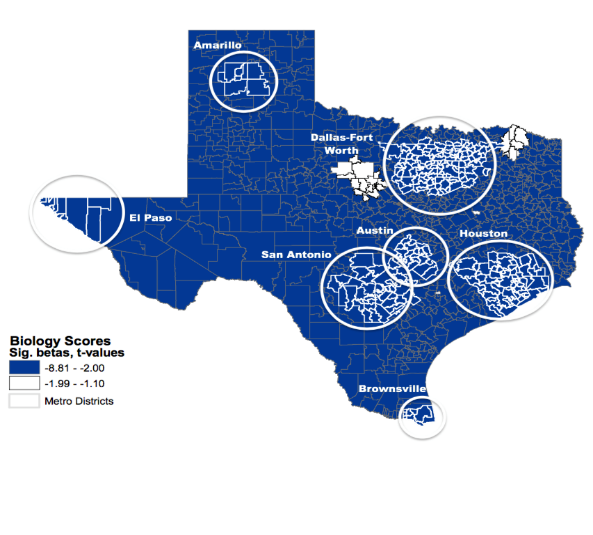 Amarillo
Dallas-Fort
Worth
El Paso
Austin
Houston
San Antonio
Biology Scores
Sig. betas, t-values
-8.81 - -2.00
-1.99 - -1.10
Metro Districts
Brownsville